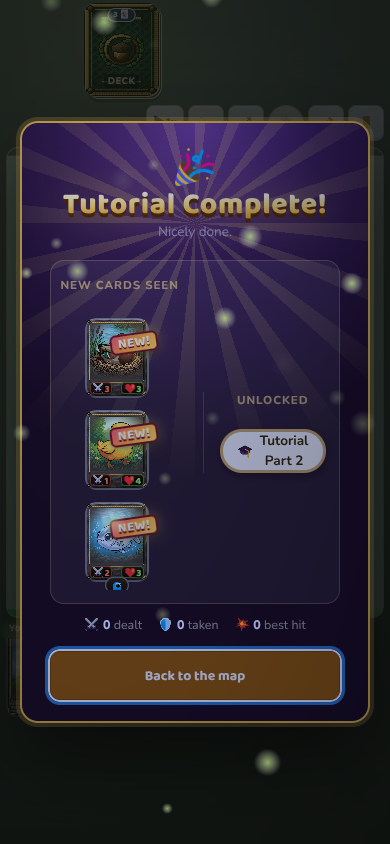 DECK
Tutorial Complete!
Nicely done.
NEW CARDS SEEN
NEW!
3 3
NEW!
1 4
NEW!
2 3
UNLOCKED
Tutorial
Part 2
0 dealt 0 taken 0 best hit
Back to the map